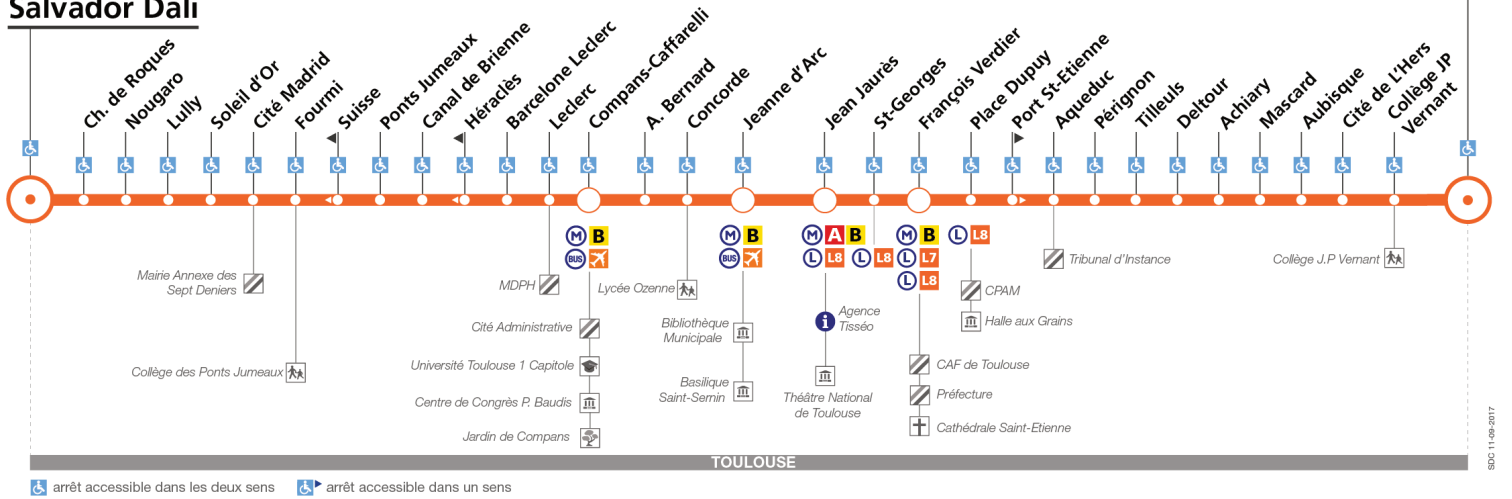 Salvador Dali
Ch. de Roques
Nougaro
Lully
Soleil d'Or
Cité Madrid
Fourmi
Suisse
Ponts Jumeaux
Canal de Brienne
Héraclès
Barcelone Leclerc
Leclerc
Compans-Caffarelli
A. Bernard
Concorde
Jeanne d'Arc
Jean Jaurès
St-Georges
François Verdier
Place Dupuy
Port St-Etienne
Aqueduc
Pérignon
Tilleuls
Deltour
Achiary
Mascard
Aubisque
Cité de L'Hers
Collège JP
Vernant
M B
BUS
M B
BUS
M A B
L L8
L L8
M B
L L7
L L8
L L8
Mairie Annexe des
Sept Deniers
Collège des Ponts Jumeaux
MDPH
Cité Administrative
Université Toulouse 1 Capitole
Centre de Congrès P. Baudis
Jardin de Compans
Lycée Ozenne
Bibliothèque
Municipale
Basilique
Saint-Sernin
i
Agence
Tisséo
Théâtre National
de Toulouse
CAF de Toulouse
Préfecture
Cathédrale Saint-Etienne
CPAM
Halle aux Grains
Tribunal d'Instance
Collège J.P Vernant
TOULOUSE
arrêt accessible dans les deux sens
arrêt accessible dans un sens
SDC 11-09-2017